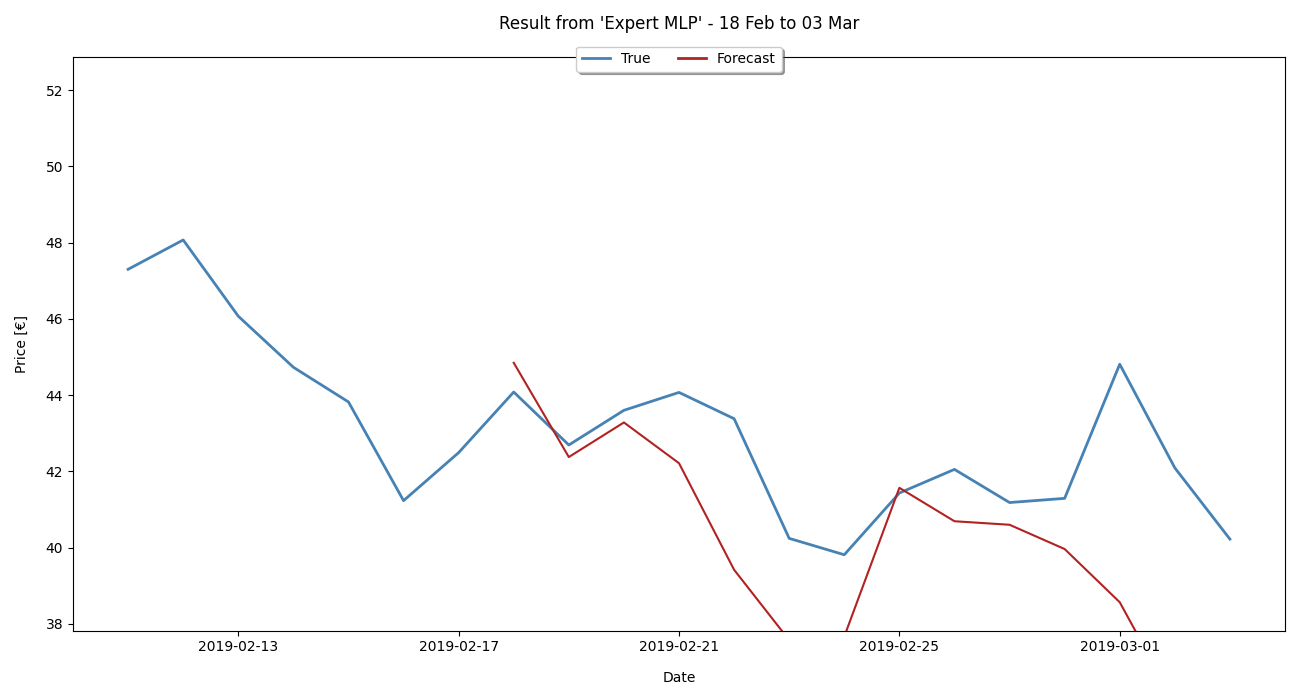 Result from 'Expert MLP' - 18 Feb to 03 Mar
True Forecast
52
50
48
46
44
42
40
38
Price [€]
2019-02-13 2019-02-17 2019-02-21 2019-02-25 2019-03-01
Date